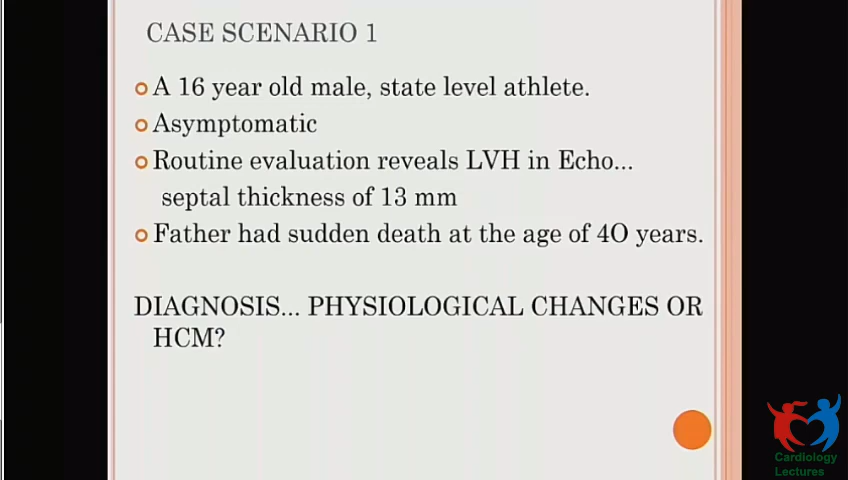 CASE SCENARIO 1
A 16 year old male, state level athlete.
Asymptomatic
Routine evaluation reveals LVH in Echo...
septal thickness of 13 mm
Father had sudden death at the age of 4O years.
DIAGNOSIS... PHYSIOLOGICAL CHANGES OR
HCM?
Cardiology
Lectures